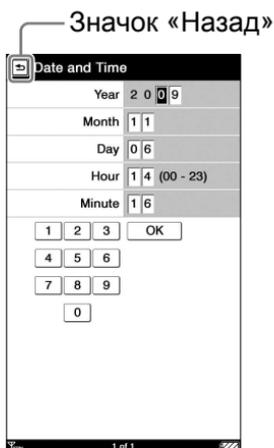 Значок «Назад»
Date and Time
Year 2 0 0 9
Month 1 1
Day 0 6
Hour 1 4 (00 - 23)
Minute 1 6
1 2 3 OK
4 5 6
7 8 9
0
1 of 1